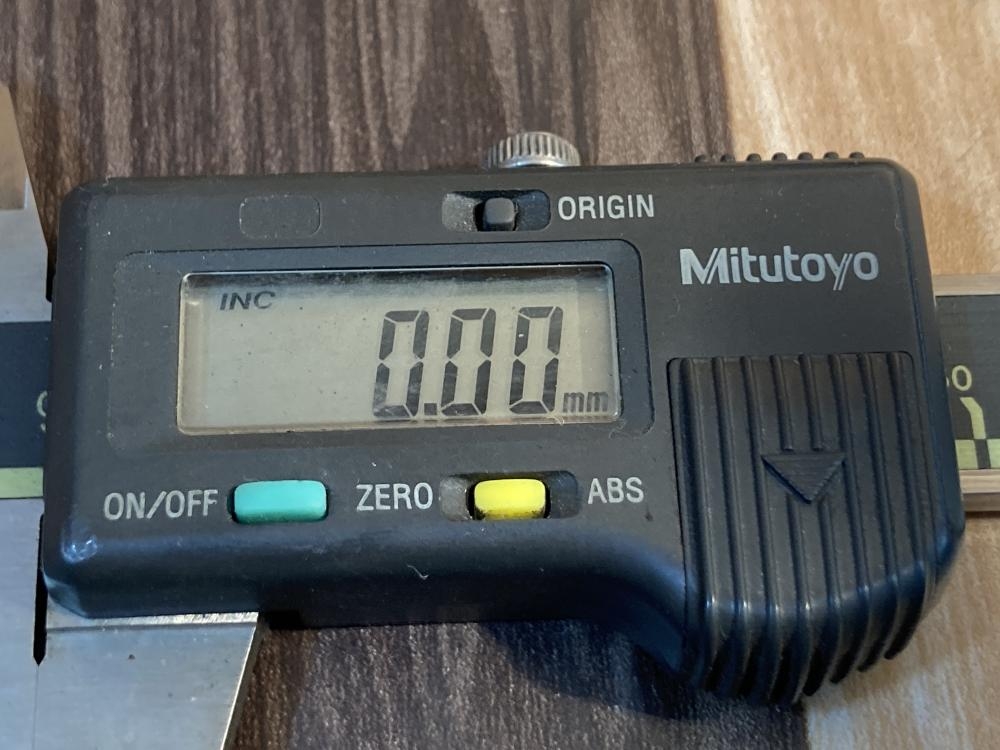 ORIGIN
Mitutoyo
INC
0.00 mm
ON/OFF
ZERO
ABS